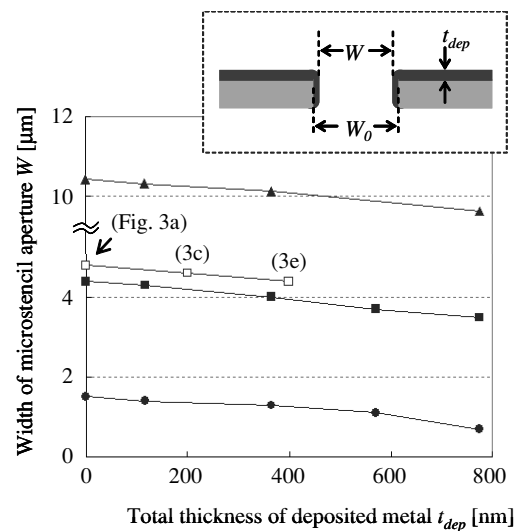 t_dep
W
W_0
12
10
(Fig. 3a)
(3c)
(3e)
4
2
0
0
200
400
600
800
Width of microstencil aperture W [μm]
Total thickness of deposited metal t_dep [nm]